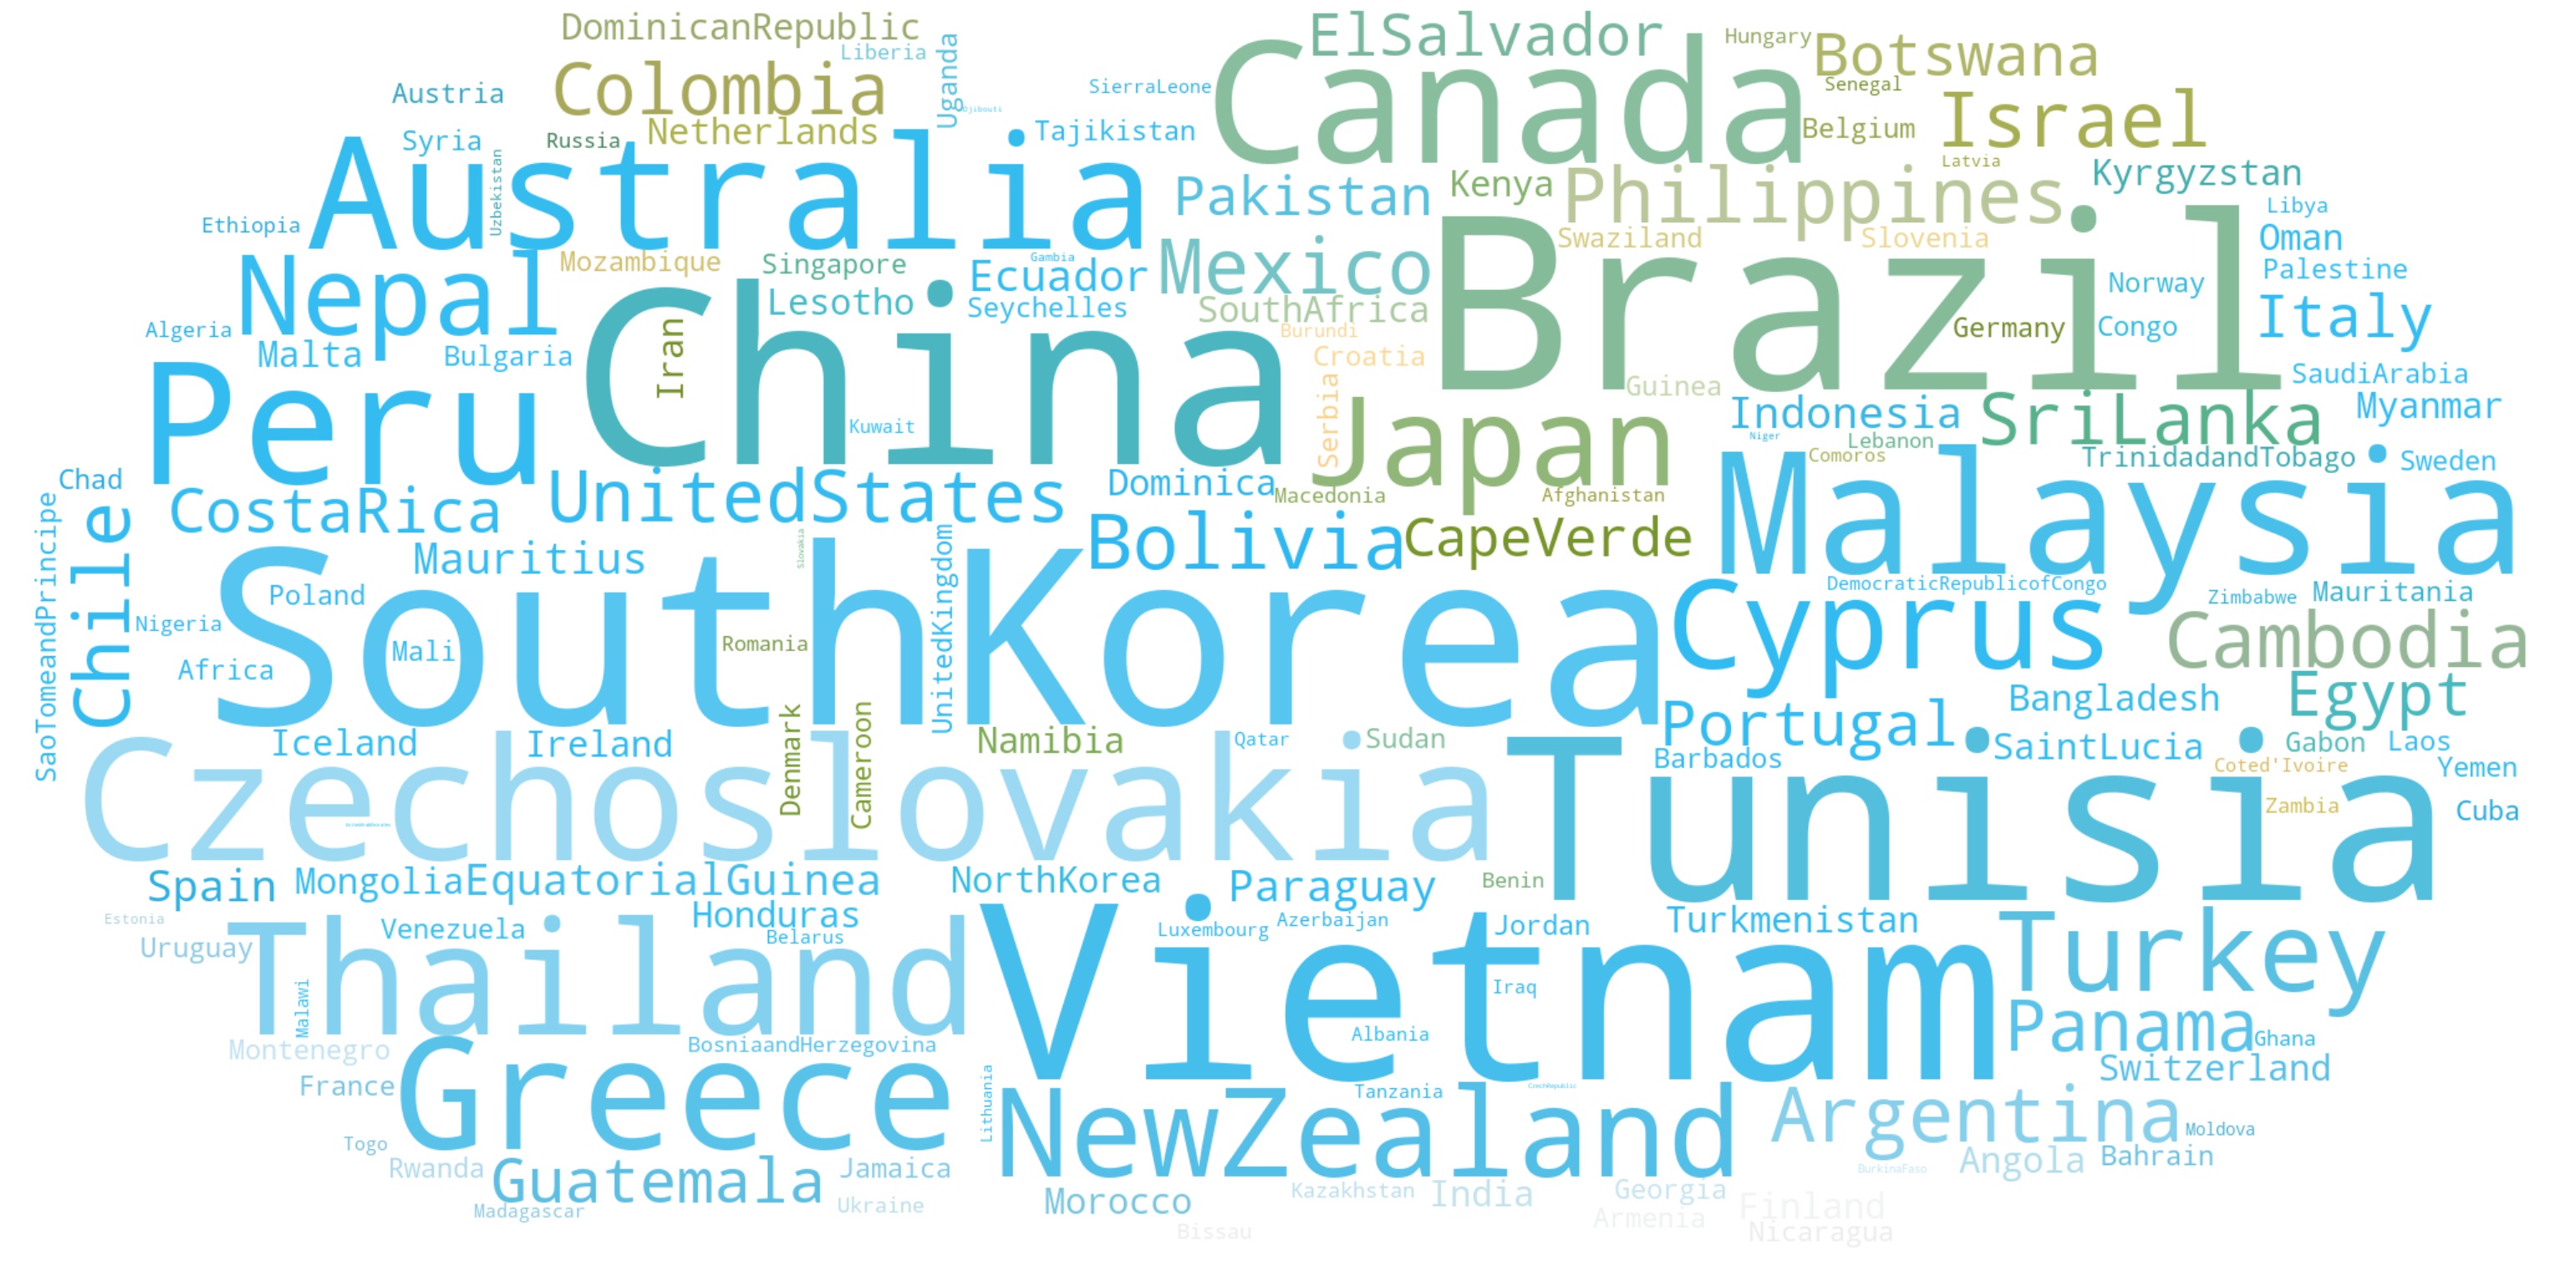 DominicanRepublic
ElSalvador
Hungary
Botswana
Liberia
Uganda
Canada
Colombia
Austria
SierraLeone
Senegal
Djibouti
Israel
Netherlands
Tajikistan
Belgium
Syria
Russia
Australia
Uzbekistan
Latvia
Kyrgyzstan
Kenya
Philippines
Pakistan
Ethiopia
Libya
Swaziland
Slovenia
Oman
Mozambique
Singapore
Gambia
Mexico
Brazil
Palestine
Nepal
Ecuador
Norway
Lesotho
Seychelles
SouthAfrica
Italy
Algeria
Burundi
Germany
Congo
Malta
Bulgaria
China
Iran
Croatia
SaudiArabia
Guinea
Peru
Serbia
Japan
Indonesia
SriLanka
Myanmar
Kuwait
Niger
Lebanon
Comoros
TrinidadandTobago
Sweden
Chad
Dominica
Macedonia
Afghanistan
CostaRica
UnitedStates
Malaysia
Bolivia
CapeVerde
SaoTomeandPrincipe
Chile
Mauritius
Slovakia
UnitedKingdom
DemocraticRepublicofCongo
Poland
SouthKorea
Zimbabwe
Mauritania
Nigeria
Cyprus
Cambodia
Mali
Romania
Africa
Bangladesh
Egypt
Portugal
Iceland
Ireland
Denmark
Cameroon
Namibia
Qatar
Sudan
SaintLucia
Gabon
Laos
Barbados
Coted'Ivoire
Yemen
Czechoslovakia
Tunisia
Zambia
Cuba
Spain
Mongolia
EquatorialGuinea
NorthKorea
Paraguay
Benin
Estonia
Honduras
Venezuela
Belarus
Luxembourg
Azerbaijan
Jordan
Turkmenistan
Uruguay
Thailand
Vietnam
Turkey
Malawi
Iraq
Panama
Montenegro
BosniaandHerzegovina
Albania
Ghana
France
Greece
Lithuania
Tanzania
CzechRepublic
Switzerland
NewZealand
Argentina
Togo
Moldova
Rwanda
Guatemala
Jamaica
BurkinaFaso
Angola
Bahrain
Madagascar
Ukraine
Morocco
Kazakhstan
India
Georgia
Armenia
Finland
Bissau
Nicaragua